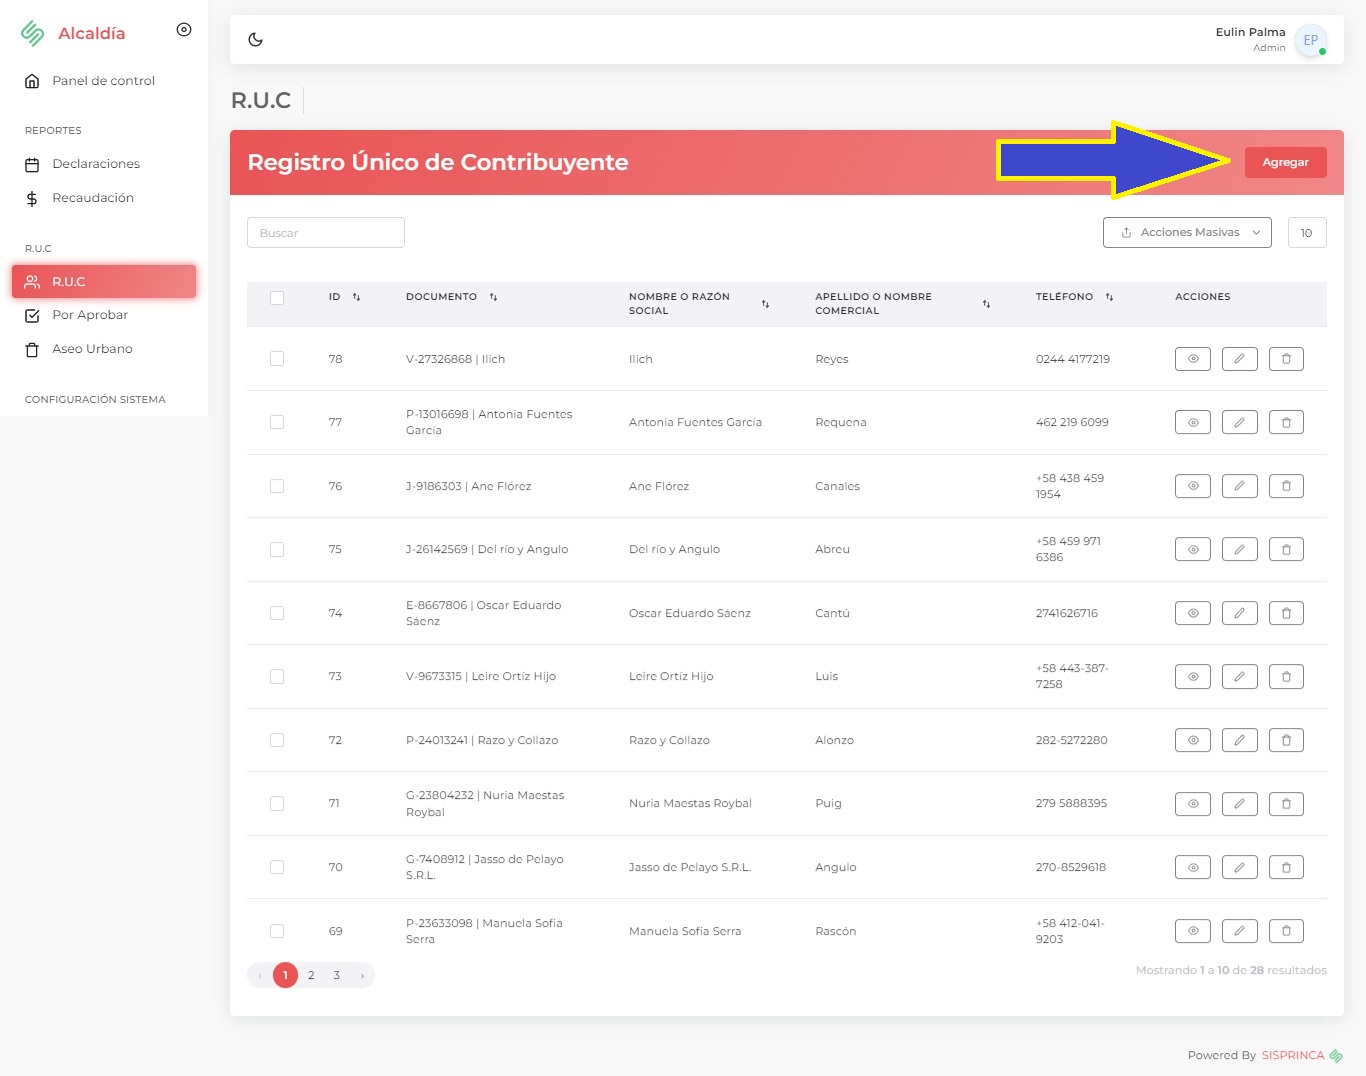 Alcaldía
Panel de control
REPORTES
Declaraciones
Recaudación
R.U.C
R.U.C
Por Aprobar
Aseo Urbano
CONFIGURACIÓN SISTEMA
Eulin Palma
Admin
EP
R.U.C
Registro Único de Contribuyente
Agregar
Buscar
Acciones Masivas
10
ID DOCUMENTO NOMBRE O RAZÓN SOCIAL APELLIDO O NOMBRE COMERCIAL TELÉFONO ACCIONES
78 V-27326868 | Ilich Ilich Reyes 0244 4177219
77 P-13016698 | Antonia Fuentes García Antonia Fuentes García Requena 462 219 6099
76 J-9186303 | Ane Flórez Ane Flórez Canales +58 438 459 1954
75 J-26142569 | Del río y Angulo Del río y Angulo Abreu +58 459 971 6386
74 E-8667806 | Oscar Eduardo Sáenz Oscar Eduardo Sáenz Cantú 2741626716
73 V-9673315 | Leire Ortíz Hijo Leire Ortíz Hijo Luis +58 443-387-7258
72 P-24013241 | Razo y Collazo Razo y Collazo Alonzo 282-5272280
71 G-23804232 | Nuria Maestas Roybal Nuria Maestas Roybal Puig 279 5888395
70 G-7408912 | Jasso de Pelayo S.R.L. Jasso de Pelayo S.R.L. Angulo 270-8529618
69 P-23633098 | Manuela Sofia Serra Manuela Sofia Serra Rascón +58 412-041-9203
‹ 1 2 3 ›
Mostrando 1 a 10 de 28 resultados
Powered By SISPRINCA